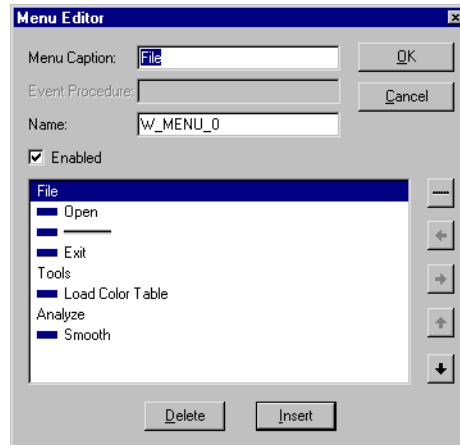 Menu Editor
Menu Caption: File
OK
Event Procedure:
Cancel
Name: W_MENU_0
Enabled
File
Open
Exit
Tools
Load Color Table
Analyze
Smooth
Delete
Insert